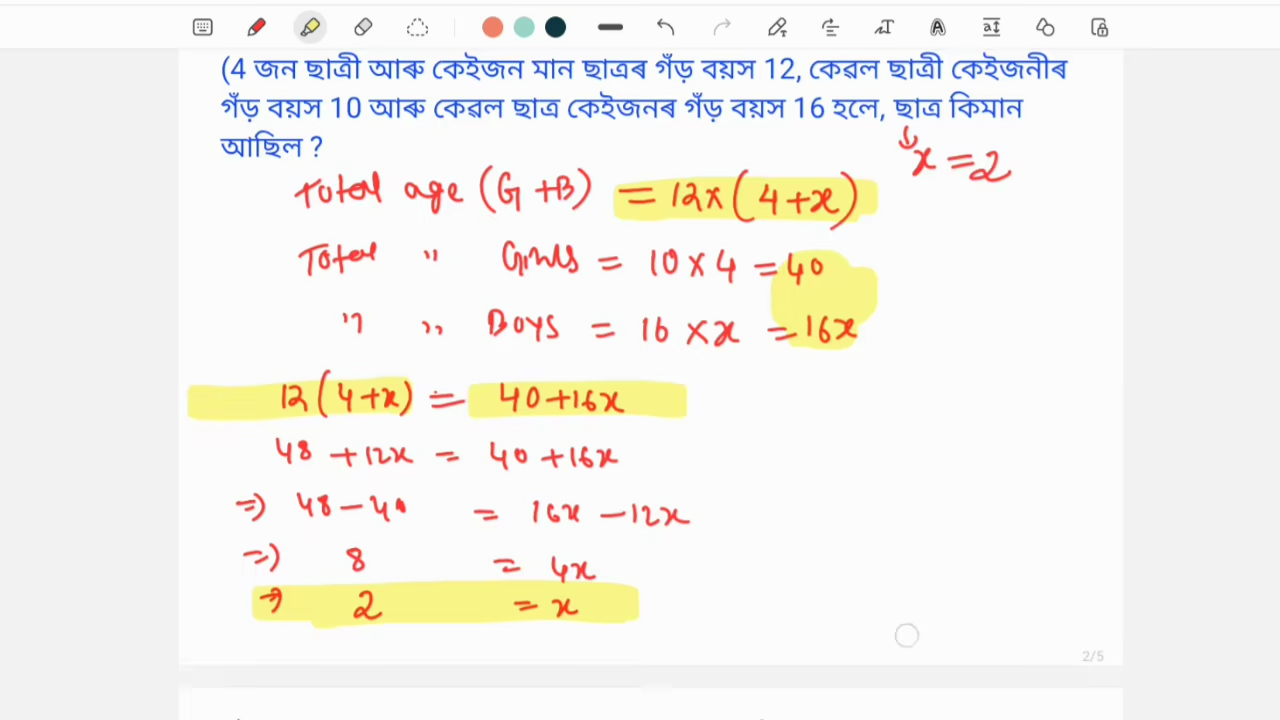 (4 জন ছাত্ৰী আৰু কেইজন মান ছাত্ৰৰ গঁড় বয়স 12, কেৱল ছাত্ৰী কেইজনীৰ
গঁড় বয়স 10 আৰু কেৱল ছাত্ৰ কেইজনৰ গঁড় বয়স 16 হলে, ছাত্ৰ কিমান
আছিল ?
x = 2
Total age (G + B) = 12 x (4 + x)
Total " Girls = 10 × 4 = 40
" " Boys = 16 × x = 16x
12 (4 + x) = 40 + 16x
48 + 12x = 40 + 16x
=> 48 - 40 = 16x - 12x
=> 8 = 4x
=> 2 = x
2/5